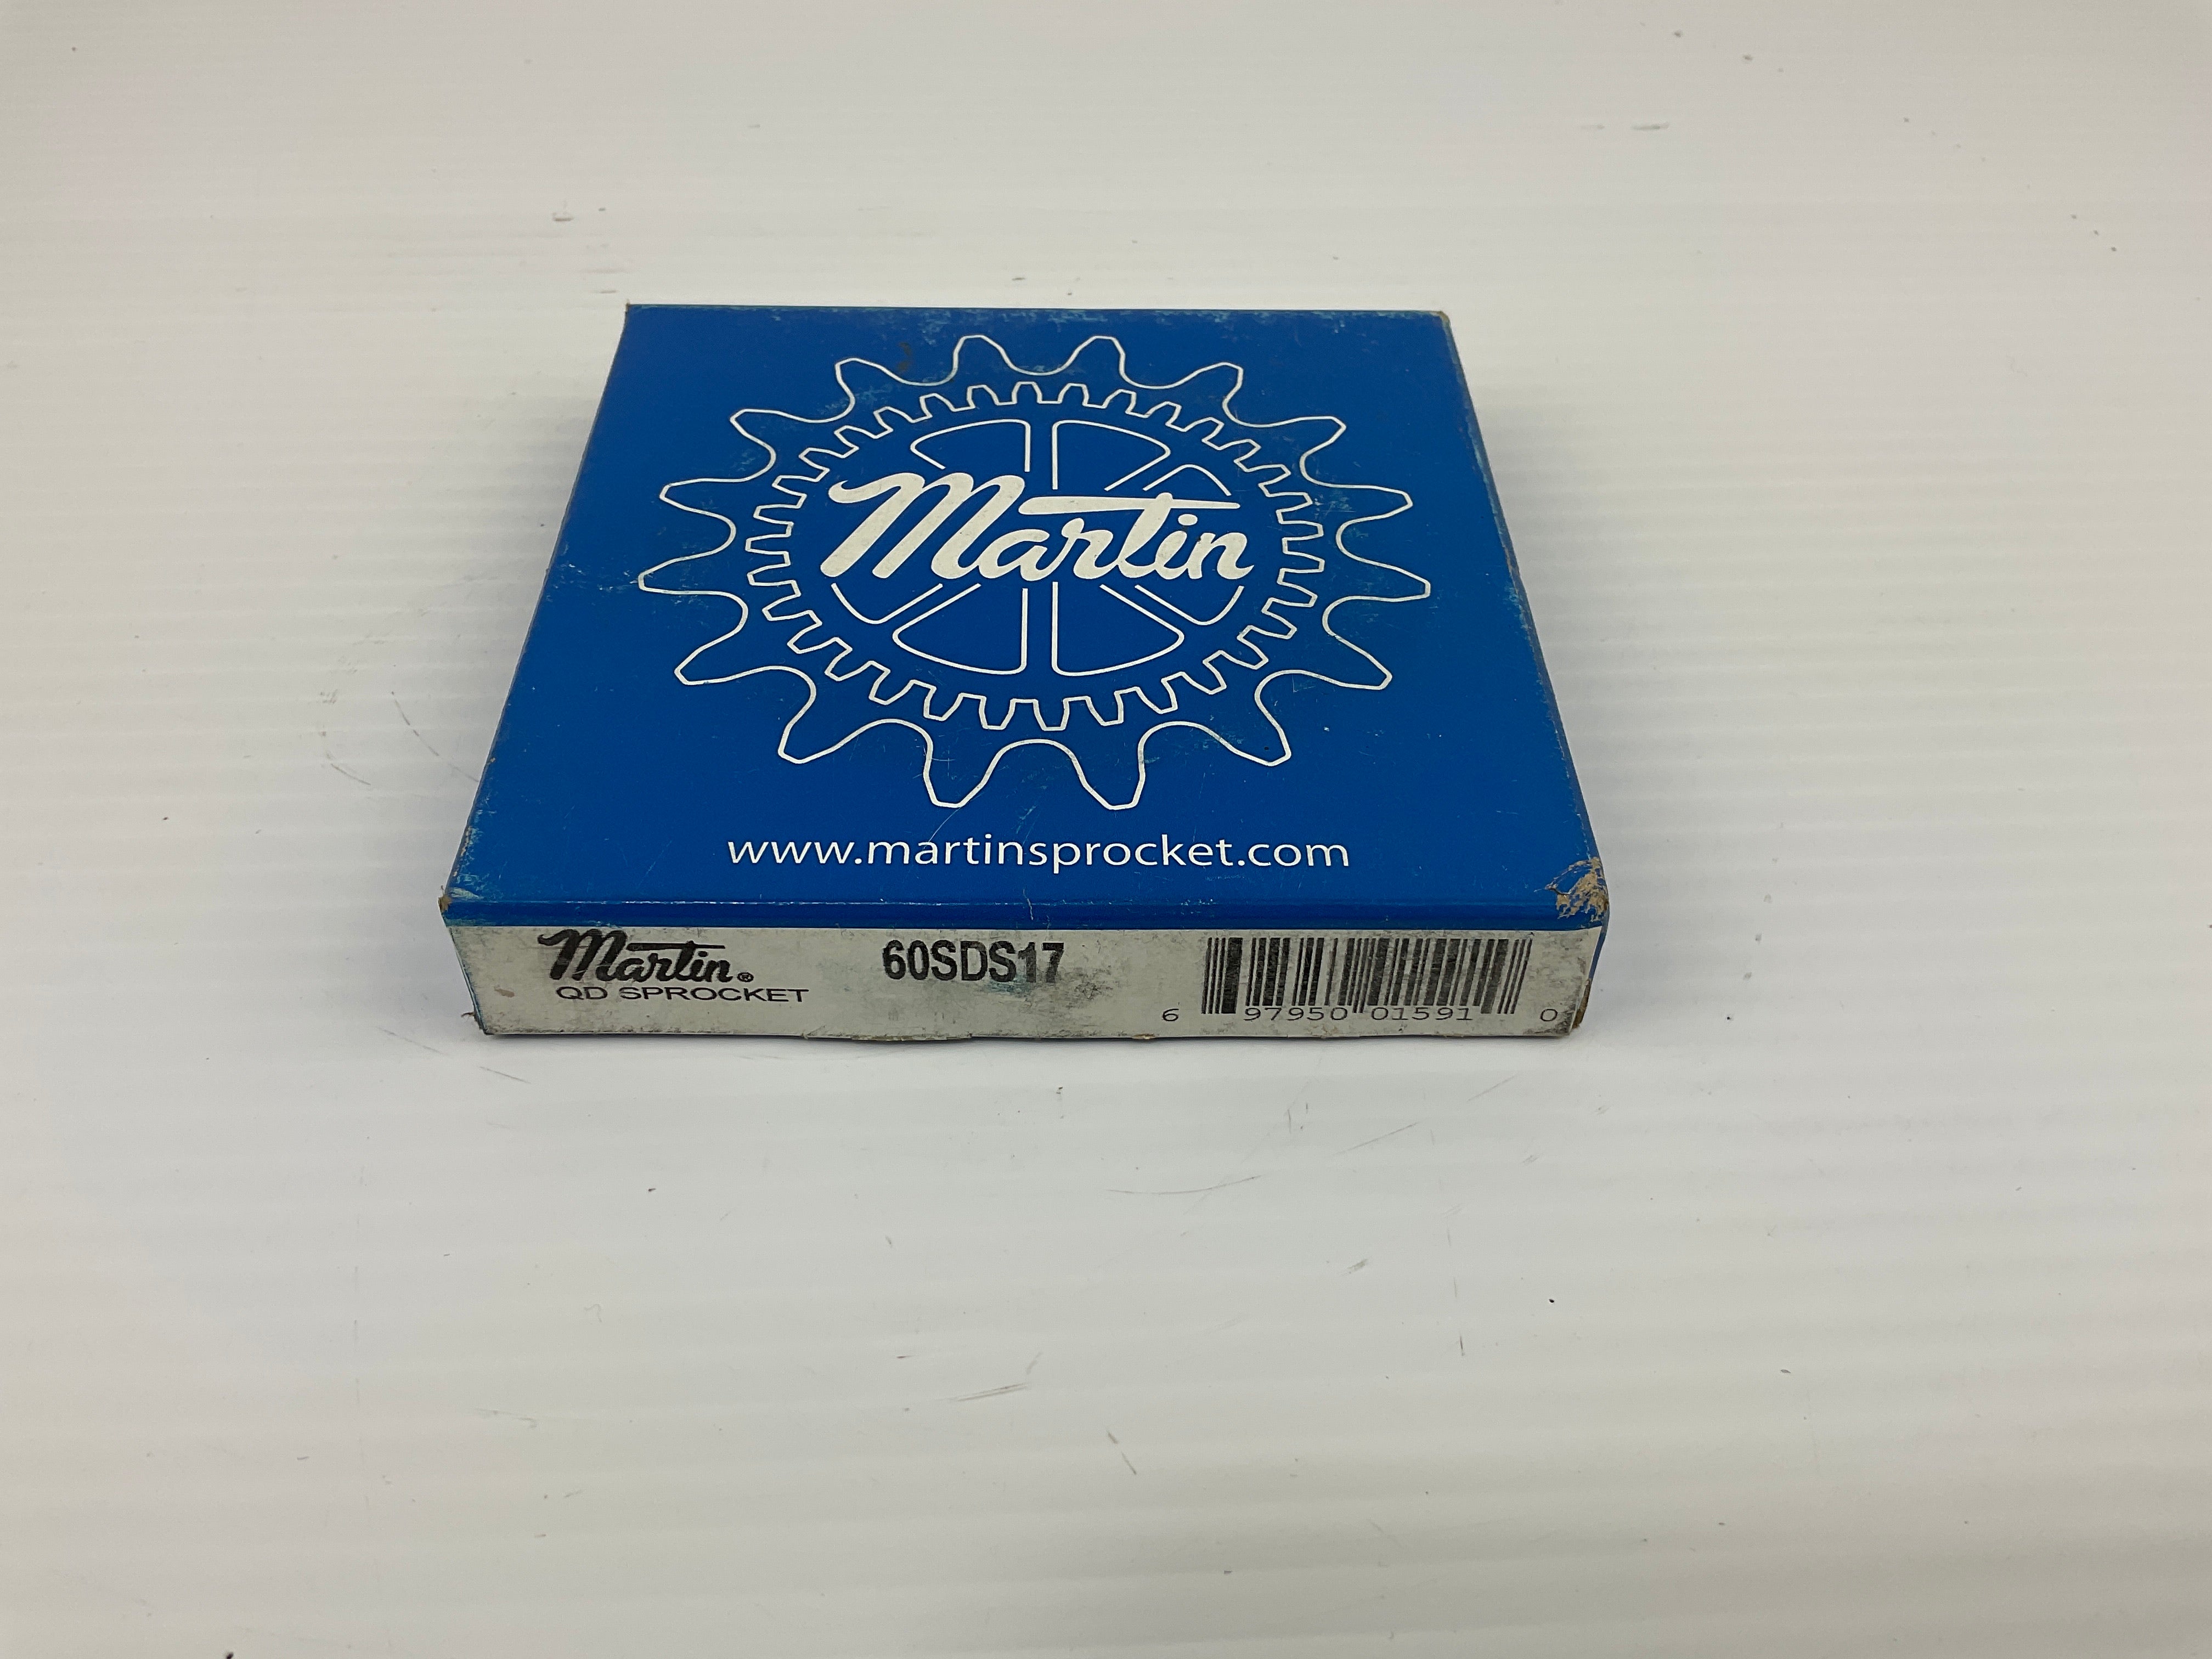 Martin
www.martinsprocket.com
Martin® 60SDS17
QD SPROCKET
6 97950 01591 0